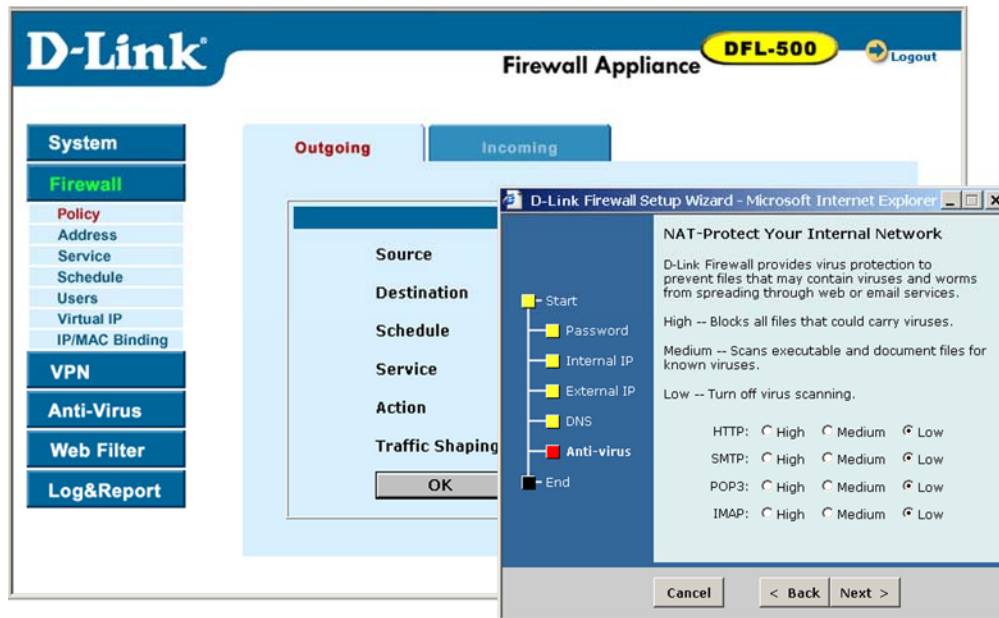 D-Link
Firewall Appliance
DFL-500
Logout
System
Firewall
Policy
Address
Service
Schedule
Users
Virtual IP
IP/MAC Binding
VPN
Anti-Virus
Web Filter
Log&Report
Outgoing
Incoming
Source
Destination
Schedule
Service
Action
Traffic Shaping
OK
D-Link Firewall Setup Wizard - Microsoft Internet Explorer
Start
Password
Internal IP
External IP
DNS
Anti-virus
End
NAT-Protect Your Internal Network
D-Link Firewall provides virus protection to
prevent files that may contain viruses and worms
from spreading through web or email services.
High -- Blocks all files that could carry viruses.
Medium -- Scans executable and document files for
known viruses.
Low -- Turn off virus scanning.
HTTP: High Medium Low
SMTP: High Medium Low
POP3: High Medium Low
IMAP: High Medium Low
Cancel
< Back
Next >